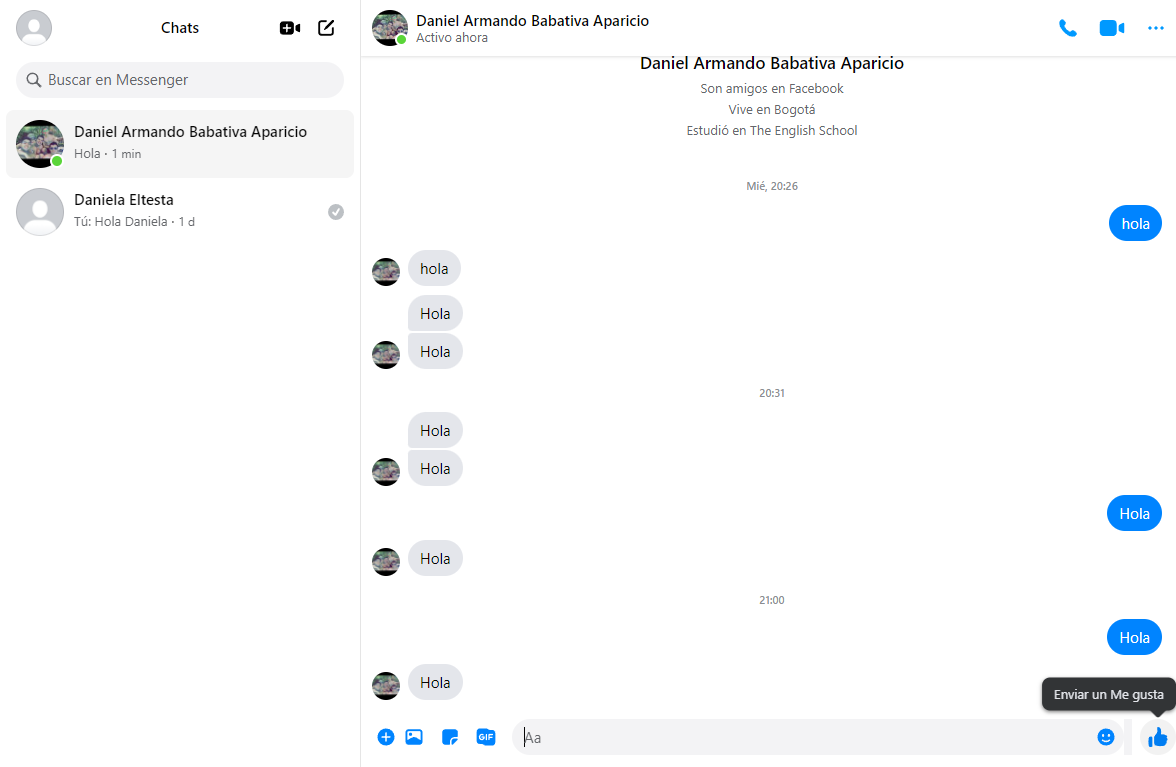 Chats
Buscar en Messenger
Daniel Armando Babativa Aparicio
Hola · 1 min
Daniela Eltesta
Tú: Hola Daniela · 1 d
Daniel Armando Babativa Aparicio
Activo ahora
Daniel Armando Babativa Aparicio
Son amigos en Facebook
Vive en Bogotá
Estudió en The English School
Mié, 20:26
hola
hola
Hola
Hola
20:31
Hola
Hola
Hola
Hola
21:00
Hola
Hola
Enviar un Me gusta
GIF
Aa